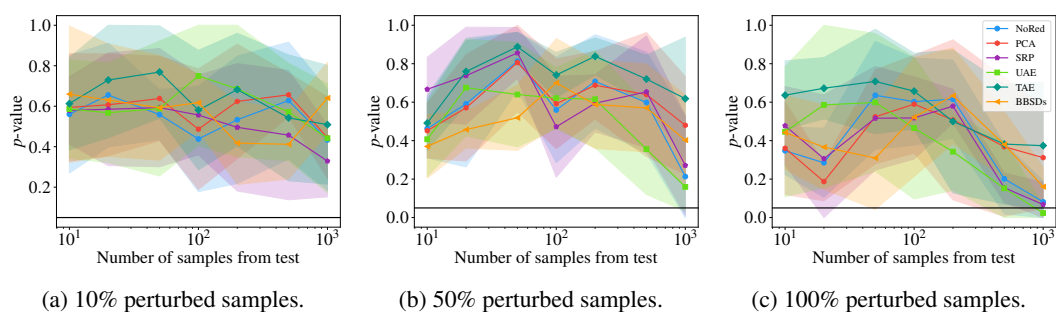 p-value
1.0
0.8
0.6
0.4
0.2
10¹
10²
10³
Number of samples from test
(a) 10% perturbed samples.
p-value
1.0
0.8
0.6
0.4
0.2
0.0
10¹
10²
10³
Number of samples from test
(b) 50% perturbed samples.
p-value
1.0
0.8
0.6
0.4
0.2
0.0
10¹
10²
10³
Number of samples from test
NoRed
PCA
SRP
UAE
TAE
BBSDs
(c) 100% perturbed samples.